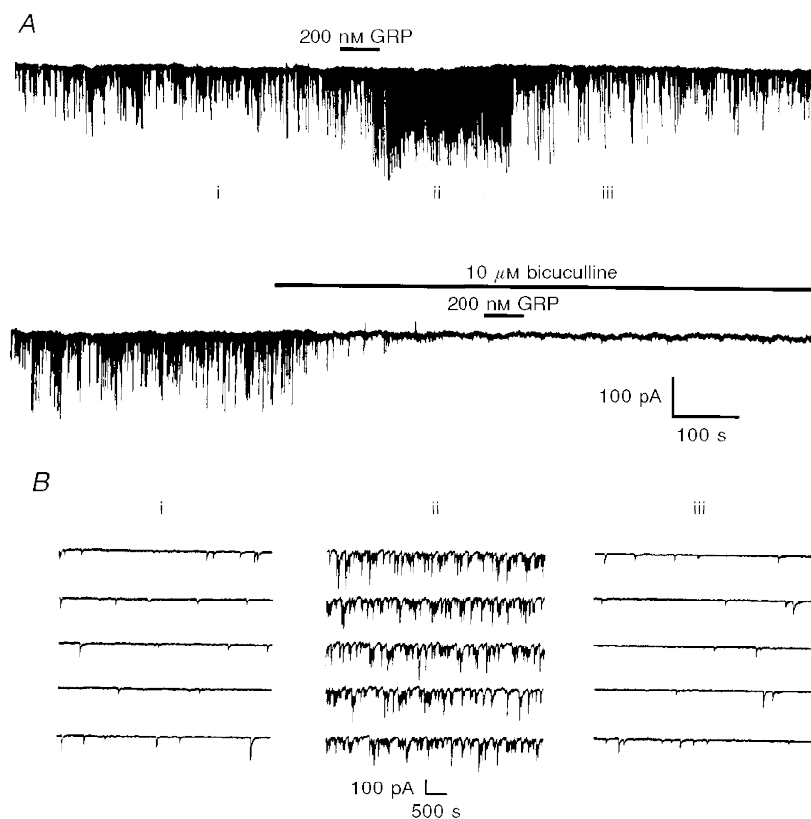 A
200 nM GRP
i ii iii
10 μM bicuculline
200 nM GRP
100 pA
100 s
B
i ii iii
100 pA
500 s